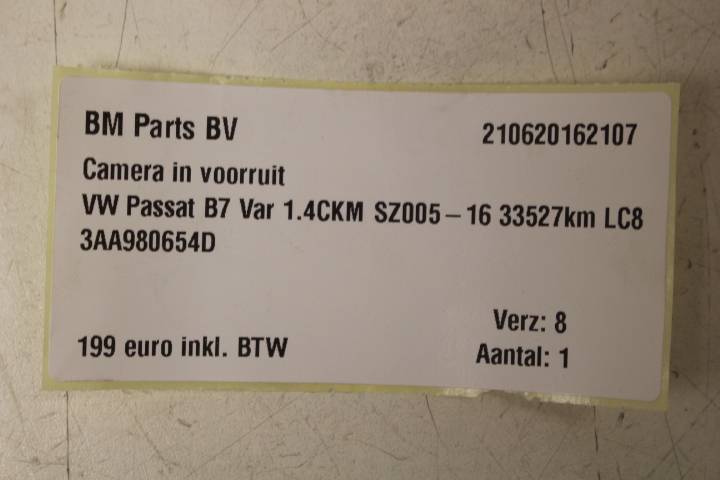 BM Parts BV 210620162107
Camera in voorruit
VW Passat B7 Var 1.4CKM SZ005-16 33527km LC8
3AA980654D
Verz: 8
199 euro inkl. BTW Aantal: 1